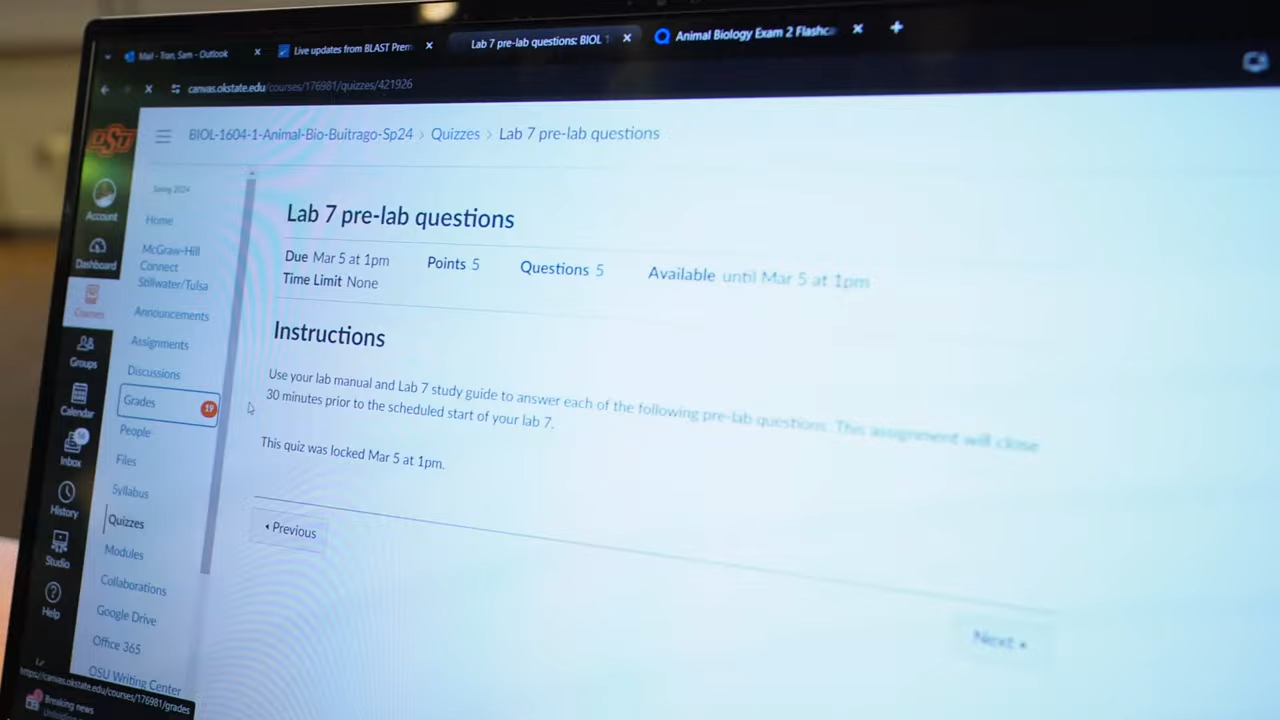 Mail - Tran, Sam - Outlook
Live updates from BLAST Prem
Lab 7 pre-lab questions: BIOL 1
Animal Biology Exam 2 Flashc
canvas.okstate.edu/courses/176981/quizzes/421926
OSU
BIOL-1604-1-Animal-Bio-Buitrago-Sp24 > Quizzes > Lab 7 pre-lab questions
Account
Dashboard
Courses
Groups
Calendar
56
Inbox
History
Studio
Help
Spring 2024
Home
McGraw-Hill
Connect
Stillwater/Tulsa
Announcements
Assignments
Discussions
Grades 19
People
Files
Syllabus
Quizzes
Modules
Collaborations
Google Drive
Office 365
OSU Writing Center
Lab 7 pre-lab questions
Due Mar 5 at 1pm Points 5 Questions 5 Available until Mar 5 at 1pm
Time Limit None
Instructions
Use your lab manual and Lab 7 study guide to answer each of the following pre-lab questions. This assignment will close
30 minutes prior to the scheduled start of your lab 7.
This quiz was locked Mar 5 at 1pm.
Previous
Next
https://canvas.okstate.edu/courses/176981/grades
Breaking news